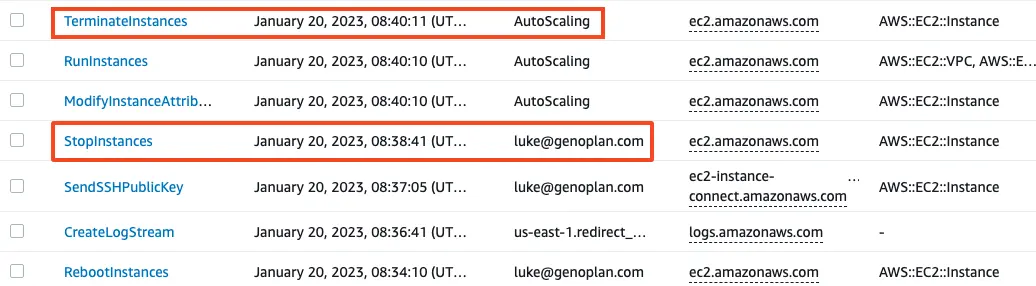 TerminateInstances January 20, 2023, 08:40:11 (UT... AutoScaling ec2.amazonaws.com AWS::EC2::Instance
RunInstances January 20, 2023, 08:40:10 (UT... AutoScaling ec2.amazonaws.com AWS::EC2::VPC, AWS::E...
ModifyInstanceAttrib... January 20, 2023, 08:40:10 (UT... AutoScaling ec2.amazonaws.com AWS::EC2::Instance
StopInstances January 20, 2023, 08:38:41 (UT... luke@genoplan.com ec2.amazonaws.com AWS::EC2::Instance
SendSSHPublicKey January 20, 2023, 08:37:05 (UT... luke@genoplan.com ec2-instance- ... AWS::EC2::Instance
connect.amazonaws.com
CreateLogStream January 20, 2023, 08:36:41 (UT... us-east-1.redirect_... logs.amazonaws.com -
RebootInstances January 20, 2023, 08:34:10 (UT... luke@genoplan.com ec2.amazonaws.com AWS::EC2::Instance